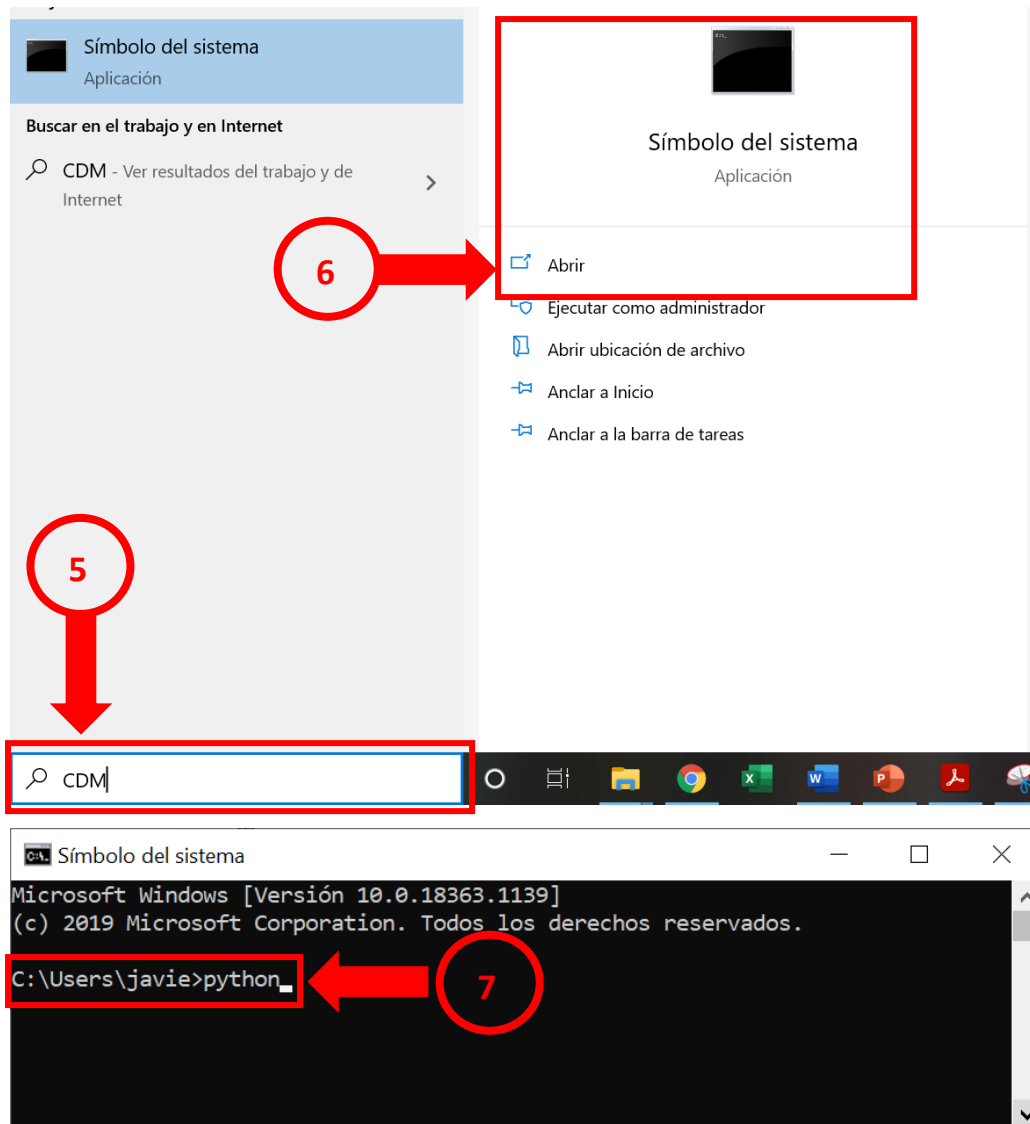 Símbolo del sistema
Aplicación
Buscar en el trabajo y en Internet
CDM - Ver resultados del trabajo y de
Internet
Símbolo del sistema
Aplicación
6
Abrir
Ejecutar como administrador
Abrir ubicación de archivo
Anclar a Inicio
Anclar a la barra de tareas
5
CDM
Símbolo del sistema
Microsoft Windows [Versión 10.0.18363.1139]
(c) 2019 Microsoft Corporation. Todos los derechos reservados.
C:\Users\javie>python_
7